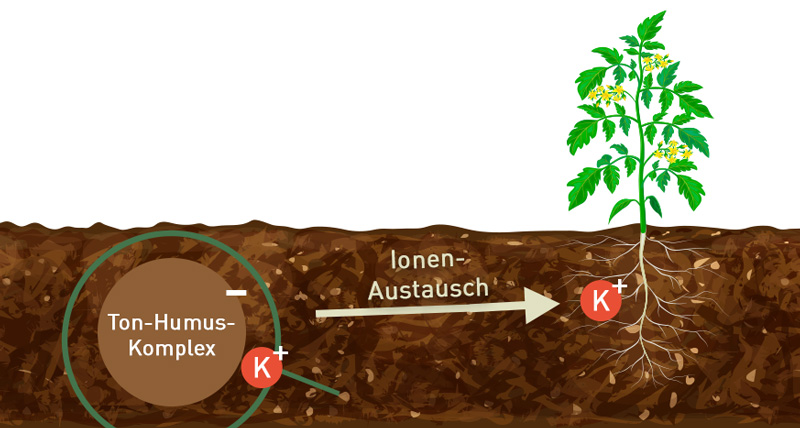 Ionen-
Austausch
Ton-Humus-
Komplex
−
K+
K+